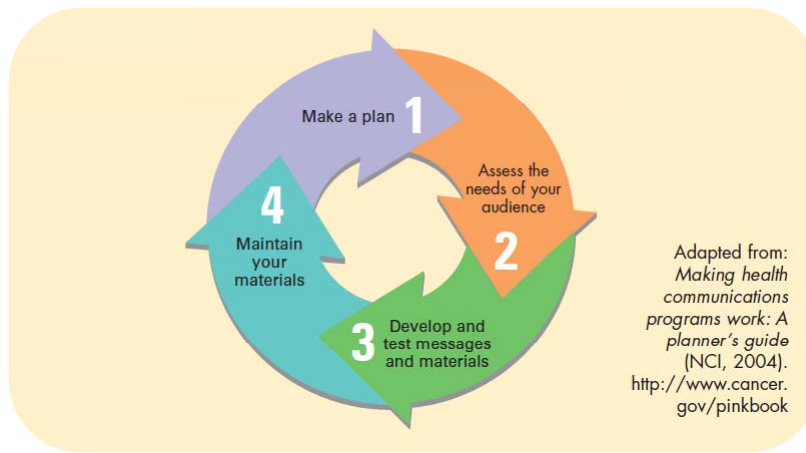 Make a plan
1
Assess the
needs of your
audience
2
3
Develop and
test messages
and materials
4
Maintain
your
materials
Adapted from:
Making health
communications
programs work: A
planner's guide
(NCI, 2004).
http://www.cancer.
gov/pinkbook